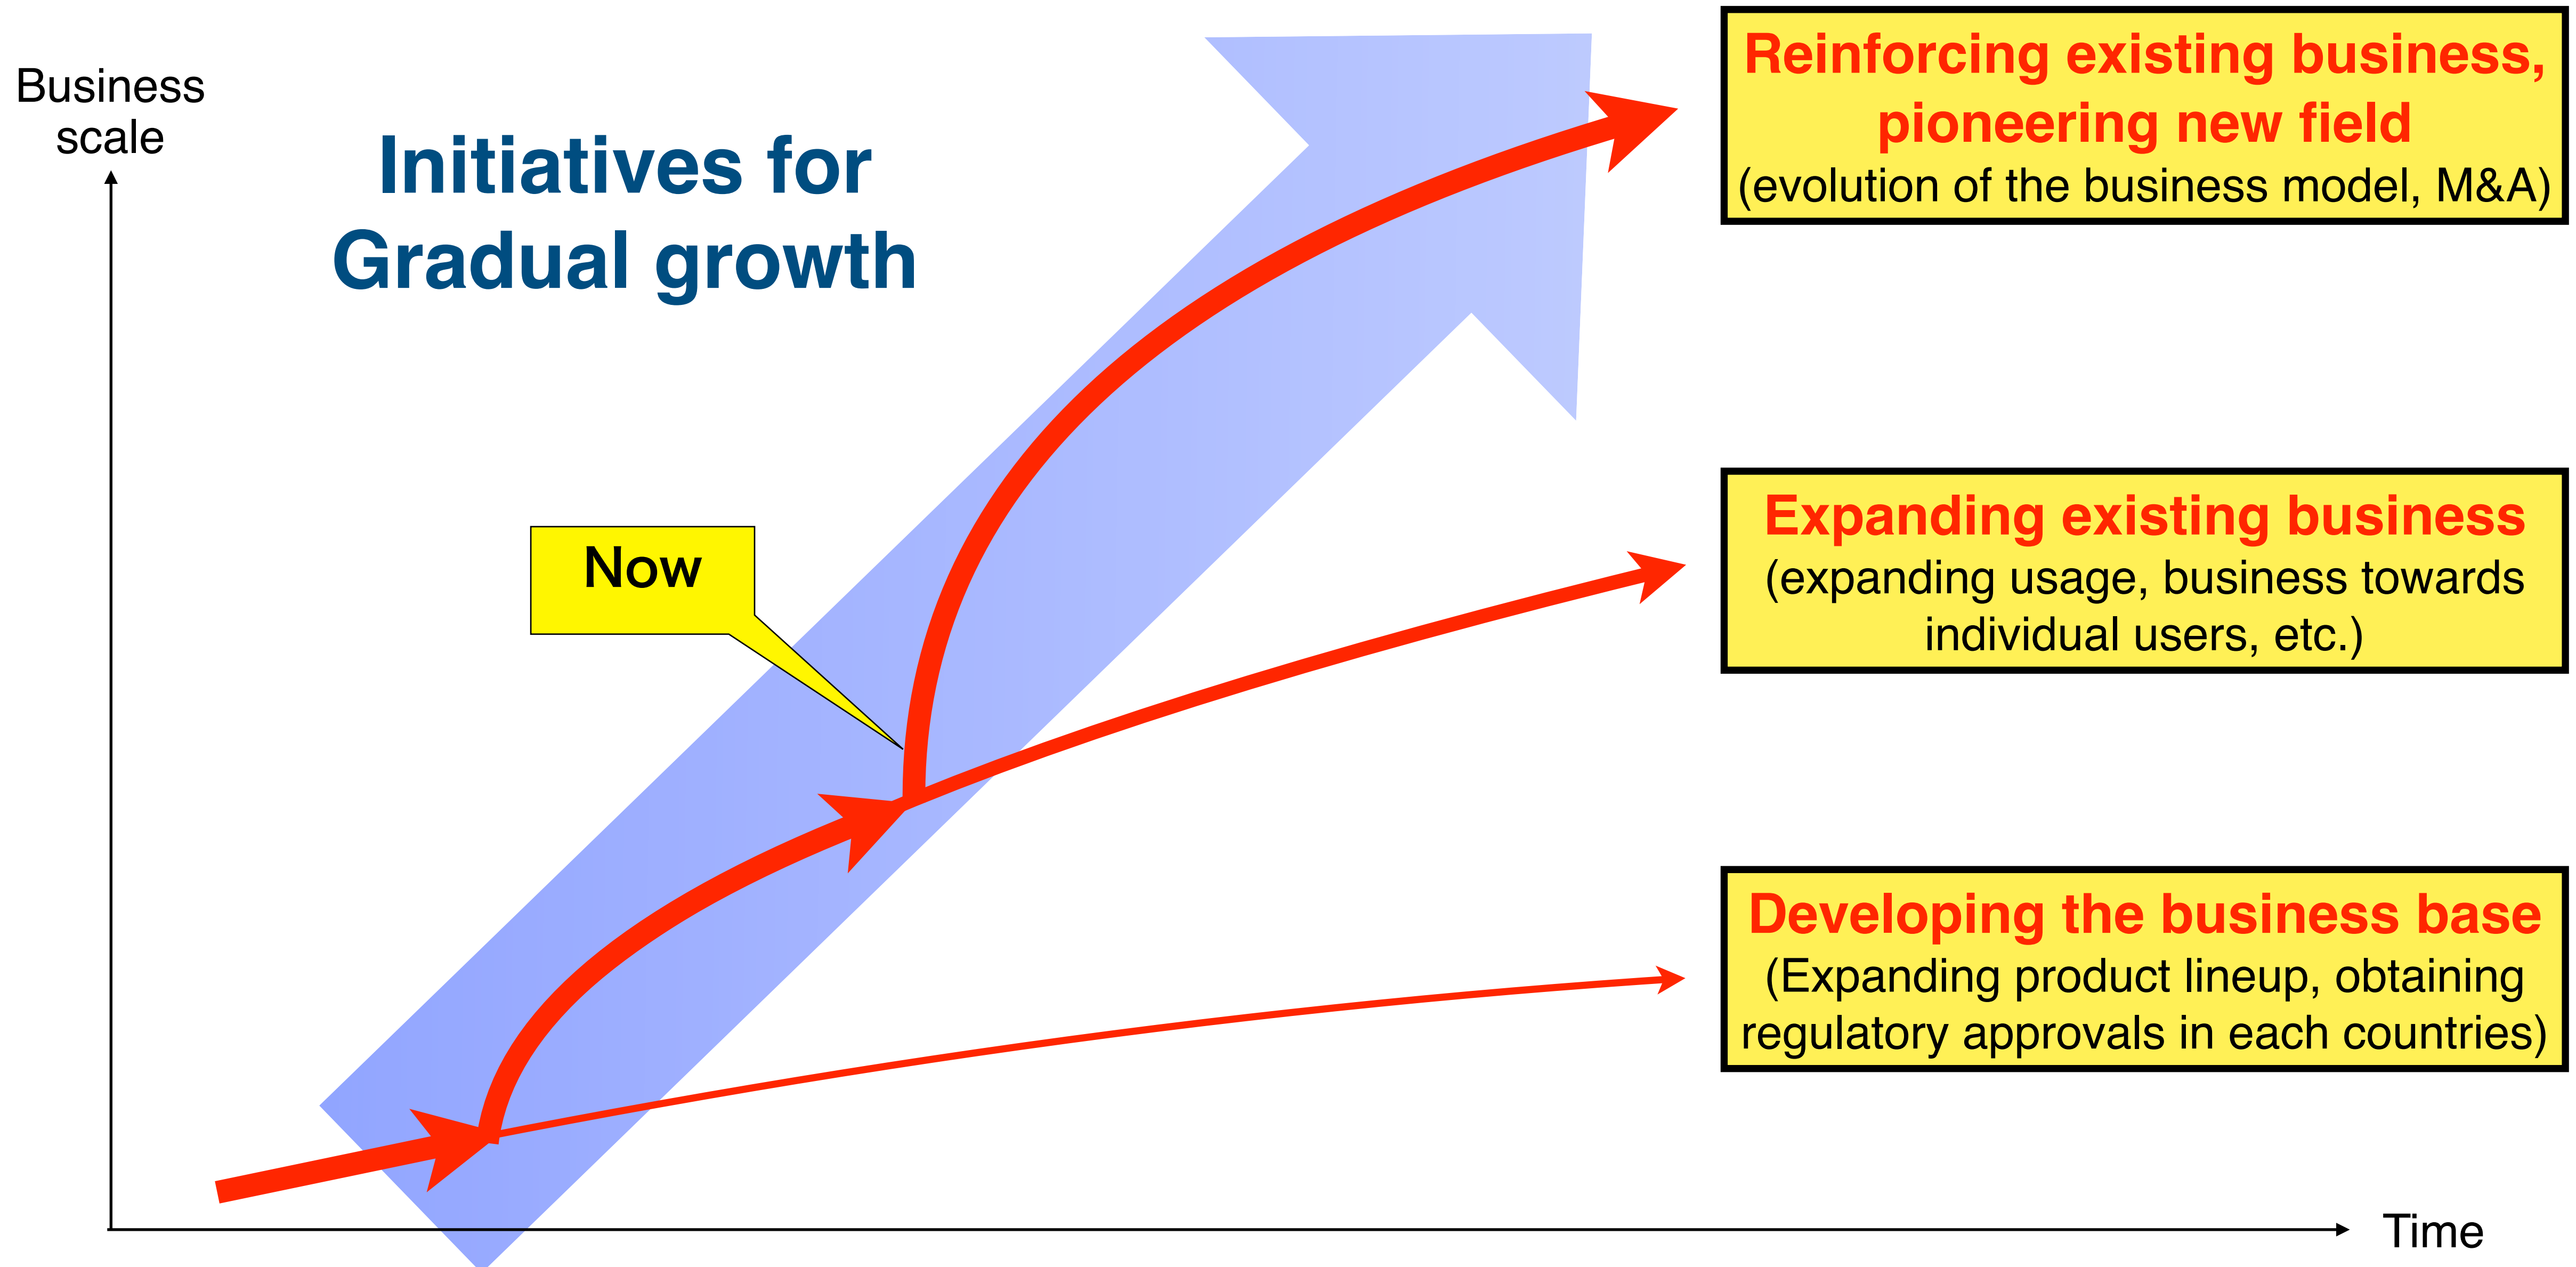 Business
scale
Initiatives for
Gradual growth
Now
Reinforcing existing business,
pioneering new field
(evolution of the business model, M&A)
Expanding existing business
(expanding usage, business towards
individual users, etc.)
Developing the business base
(Expanding product lineup, obtaining
regulatory approvals in each countries)
Time